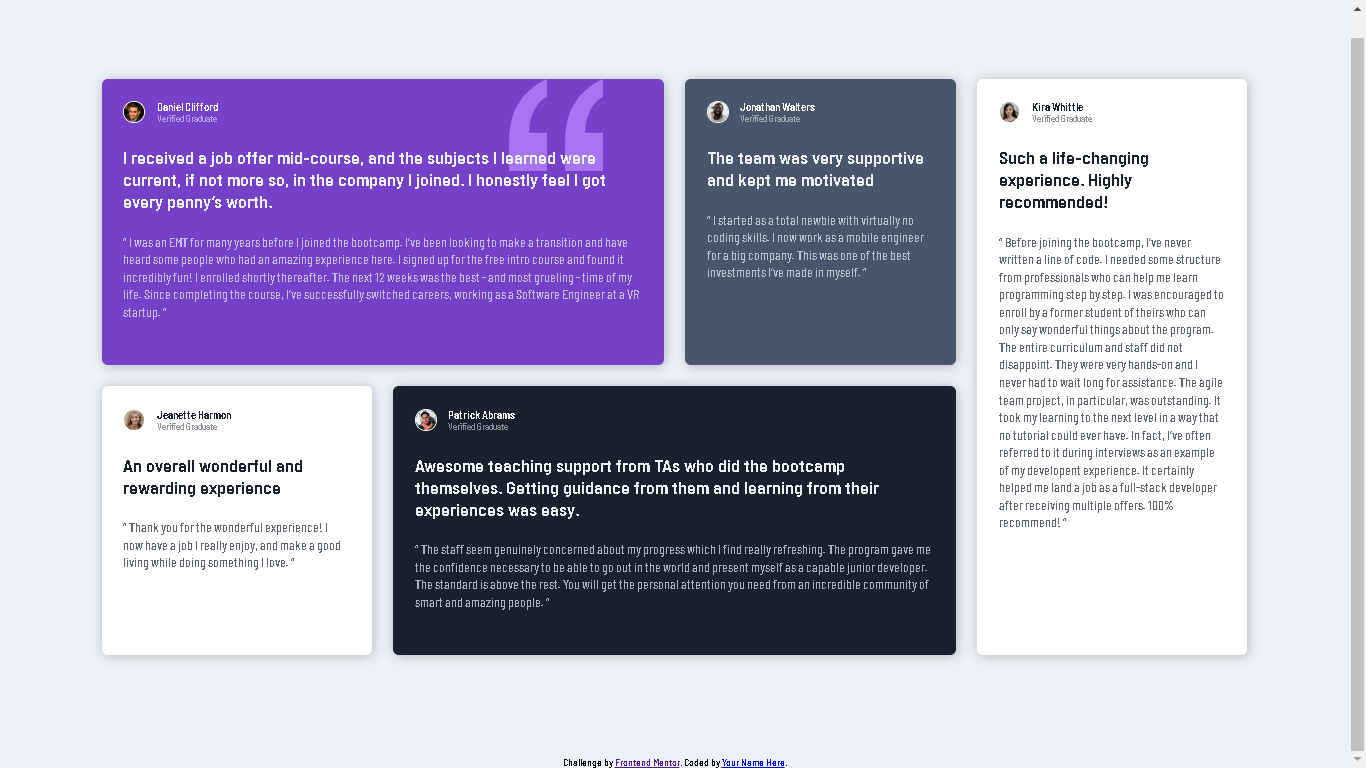 Daniel Clifford
Verified Graduate
I received a job offer mid-course, and the subjects I learned were
current, if not more so, in the company I joined. I honestly feel I got
every penny’s worth.
“ I was an EMT for many years before I joined the bootcamp. I’ve been looking to make a transition and have
heard some people who had an amazing experience here. I signed up for the free intro course and found it
incredibly fun! I enrolled shortly thereafter. The next 12 weeks was the best – and most grueling – time of my
life. Since completing the course, I’ve successfully switched careers, working as a Software Engineer at a VR
startup. ”
Jonathan Walters
Verified Graduate
The team was very supportive
and kept me motivated
“ I started as a total newbie with virtually no
coding skills. I now work as a mobile engineer
for a big company. This was one of the best
investments I’ve made in myself. ”
Kira Whittle
Verified Graduate
Such a life-changing
experience. Highly
recommended!
“ Before joining the bootcamp, I’ve never
written a line of code. I needed some structure
from professionals who can help me learn
programming step by step. I was encouraged to
enroll by a former student of theirs who can
only say wonderful things about the program.
The entire curriculum and staff did not
disappoint. They were very hands-on and I
never had to wait long for assistance. The agile
team project, in particular, was outstanding. It
took my learning to the next level in a way that
no tutorial could ever have. In fact, I’ve often
referred to it during interviews as an example
of my developent experience. It certainly
helped me land a job as a full-stack developer
after receiving multiple offers. 100%
recommend! ”
Jeanette Harmon
Verified Graduate
An overall wonderful and
rewarding experience
“ Thank you for the wonderful experience! I
now have a job I really enjoy, and make a good
living while doing something I love. ”
Patrick Abrams
Verified Graduate
Awesome teaching support from TAs who did the bootcamp
themselves. Getting guidance from them and learning from their
experiences was easy.
“ The staff seem genuinely concerned about my progress which I find really refreshing. The program gave me
the confidence necessary to be able to go out in the world and present myself as a capable junior developer.
The standard is above the rest. You will get the personal attention you need from an incredible community of
smart and amazing people. ”
Challenge by Frontend Mentor. Coded by Your Name Here.